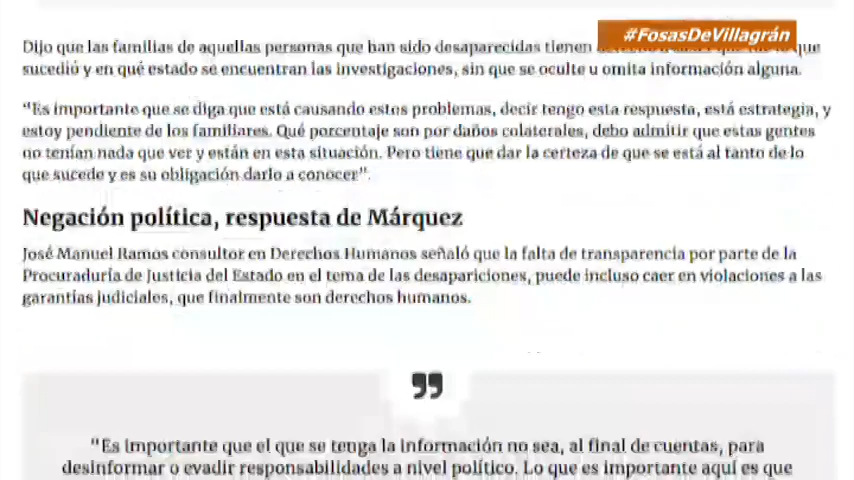 #FosasDeVillagrán
Dijo que las familias de aquellas personas que han sido desaparecidas tienen que
sucedió y en qué estado se encuentran las investigaciones, sin que se oculte u omita información alguna.
"Es importante que se diga que está causando estos problemas, decir tengo esta respuesta, está estrategia, y
estoy pendiente de los familiares. Qué porcentaje son por daños colaterales, debo admitir que estas gentes
no tenían nada que ver y están en esta situación. Pero tiene que dar la certeza de que se está al tanto de lo
que sucede y es su obligación darlo a conocer".
Negación política, respuesta de Márquez
José Manuel Ramos consultor en Derechos Humanos señaló que la falta de transparencia por parte de la
Procuraduría de Justicia del Estado en el tema de las desapariciones, puede incluso caer en violaciones a las
garantías judiciales, que finalmente son derechos humanos.
"
"Es importante que el que se tenga la información no sea, al final de cuentas, para
desinformar o evadir responsabilidades a nivel político. Lo que es importante aquí es que